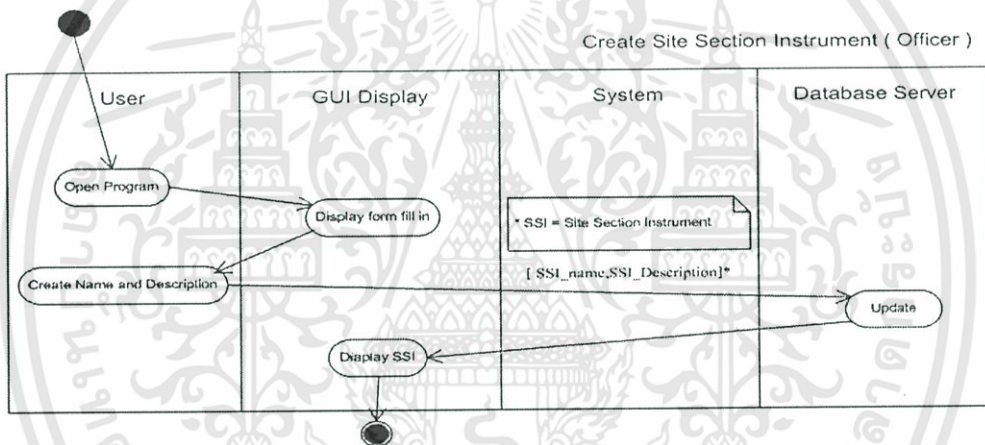 Create Site Section Instrument ( Officer )
User
GUI Display
System
Database Server
Open Program
Display form fill in
* SSI = Site Section Instrument
[ SSI_name,SSI_Description]*
Create Name and Description
Update
Diaplay SSI